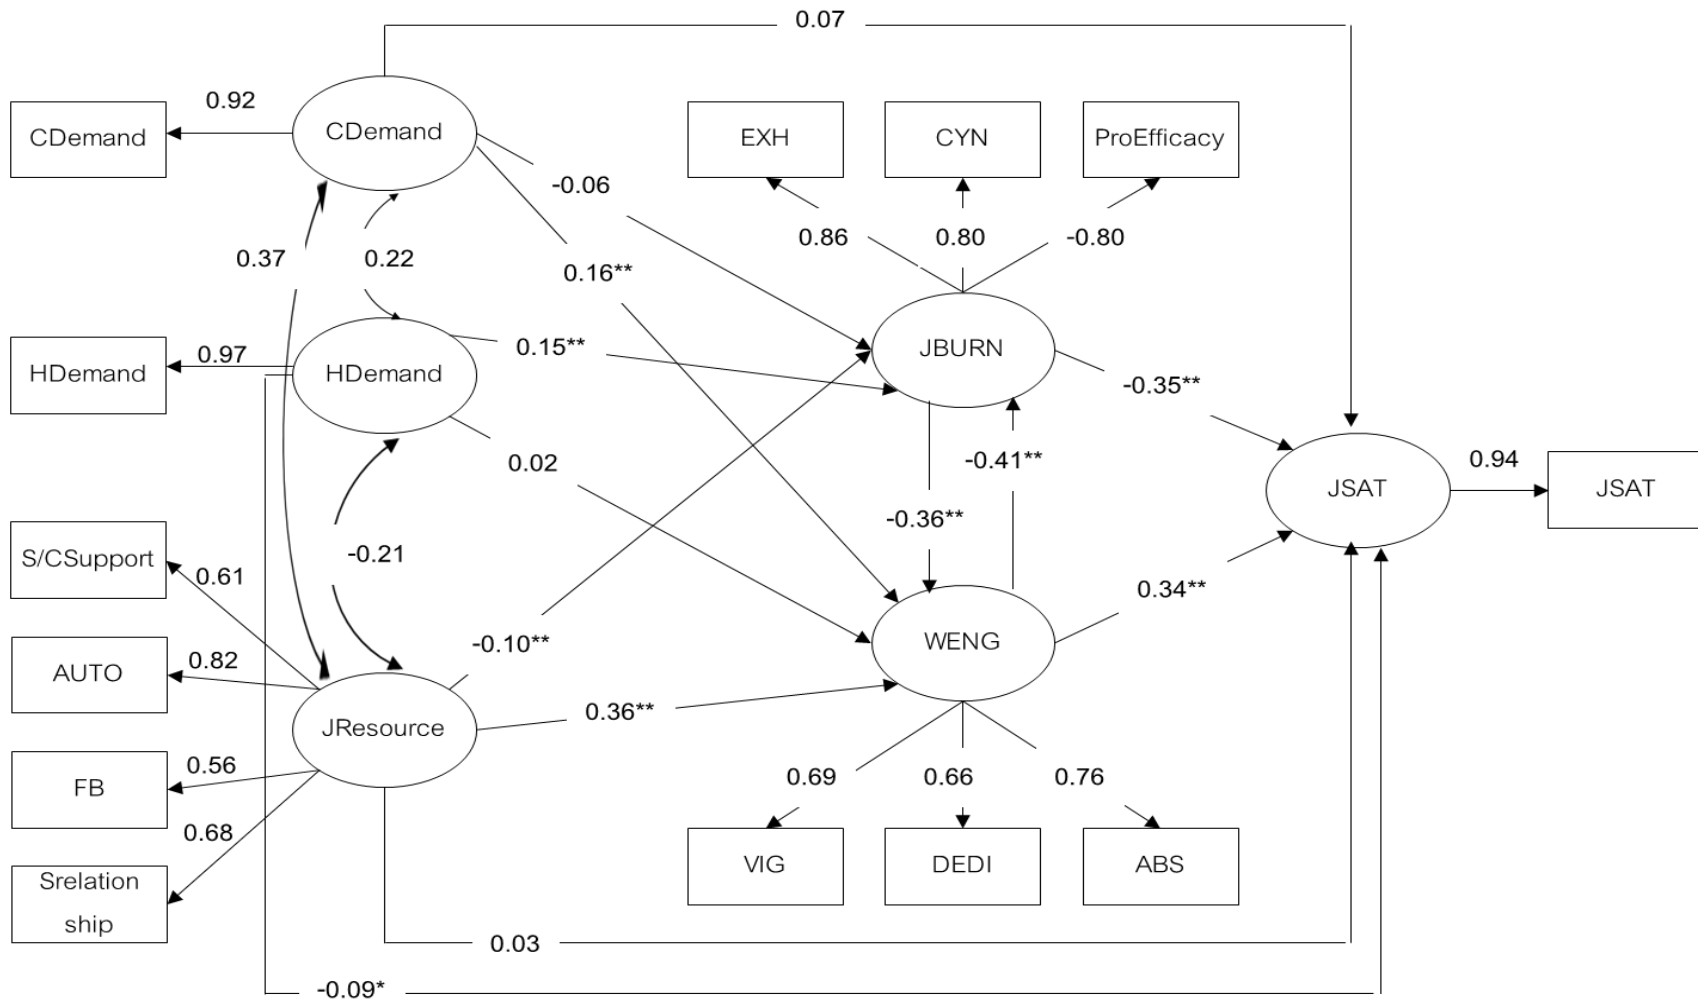 0.07
0.92
CDemand
CDemand
EXH
CYN
ProEfficacy
-0.06
0.86
0.80
-0.80
0.37
0.22
0.16**
0.97
HDemand
HDemand
0.15**
JBURN
-0.35**
0.02
-0.41**
0.94
JSAT
JSAT
-0.36**
S/CSupport
0.61
-0.21
0.34**
-0.10**
WENG
AUTO
0.82
0.36**
JResource
FB
0.56
0.69
0.66
0.76
0.68
VIG
DEDI
ABS
Srelation
ship
0.03
-0.09*